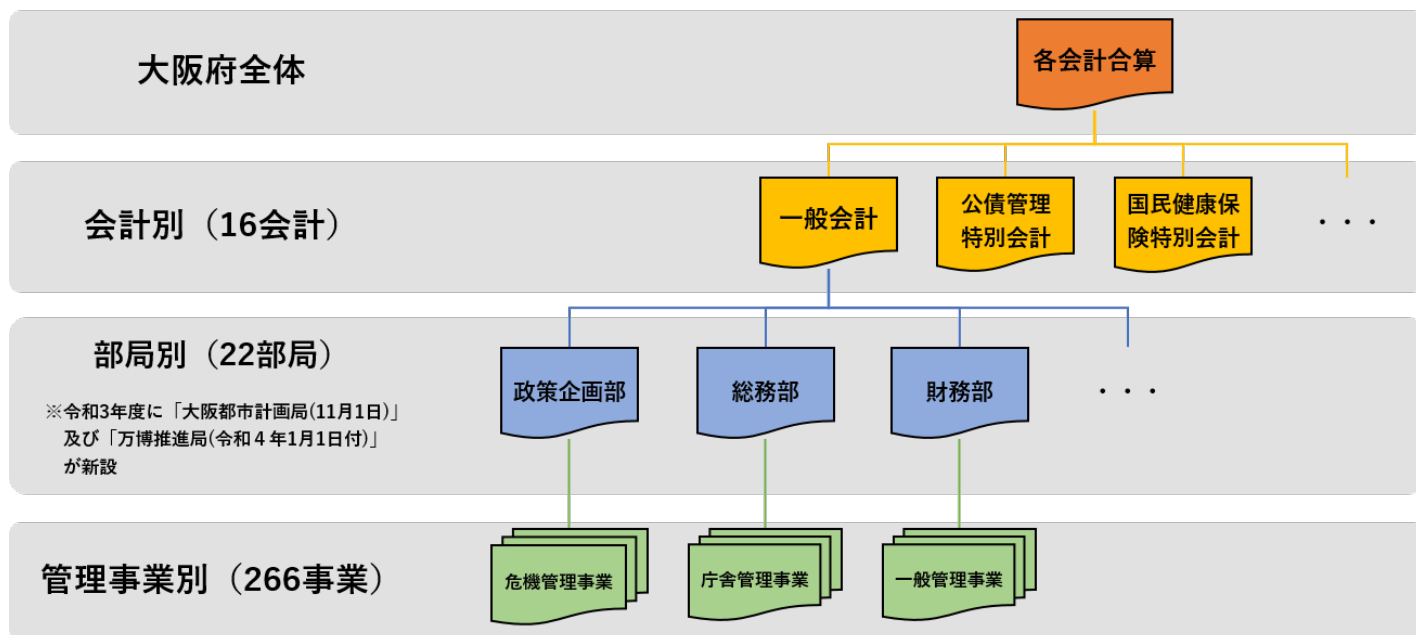 大阪府全体
各会計合算
会計別（16会計）
一般会計
公債管理
特別会計
国民健康保
険特別会計
・・・
部局別（22部局）
※令和3年度に「大阪都市計画局(11月1日)」
及び「万博推進局(令和４年1月1日付)」
が新設
政策企画部
総務部
財務部
・・・
管理事業別（266事業）
危機管理事業
庁舎管理事業
一般管理事業